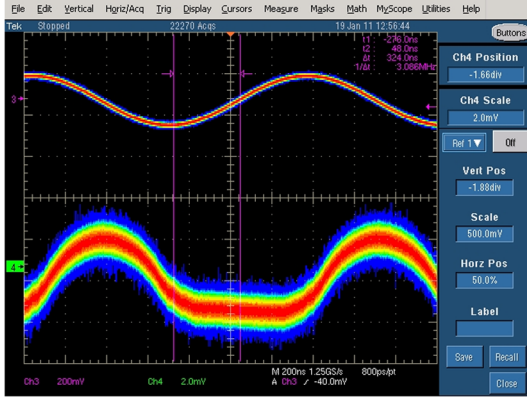 File Edit Vertical Horiz/Acq Trig Display Cursors Measure Masks Math MyScope Utilities Help
Tek Stopped 22270 Acqs 19 Jan 11 12:56:44
Buttons
t1 : -276.0ns
t2 : 48.0ns
Δt : 324.0ns
1/Δt : 3.086MHz
Ch4 Position
-1.66div
Ch4 Scale
2.0mV
Ref 1▼ Off
Vert Pos
-1.88div
Scale
500.0mV
Horz Pos
50.0%
Label
Save Recall
Close
3
4
Ch3 200mV Ch4 2.0mV M 200ns 1.25GS/s 800ps/pt
A Ch3 ∕ -40.0mV